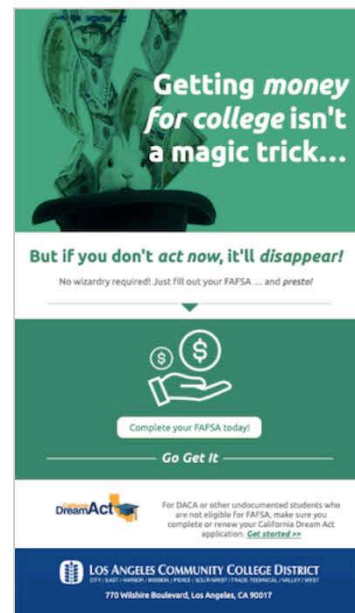 Getting money
for college isn't
a magic trick...
But if you don't act now, it'll disappear!
No wizardry required! Just fill out your FAFSA ... and presto!
$
$
Complete your FAFSA today!
Go Get It
California
DreamAct
For DACA or other undocumented students who
are not eligible for FAFSA, make sure you
complete or renew your California Dream Act
application. Get started >>
LOS ANGELES COMMUNITY COLLEGE DISTRICT
CITY / EAST / HARBOR / MISSION / PIERCE / SOUTHWEST / TRADE-TECHNICAL / VALLEY / WEST
770 Wilshire Boulevard, Los Angeles, CA 90017